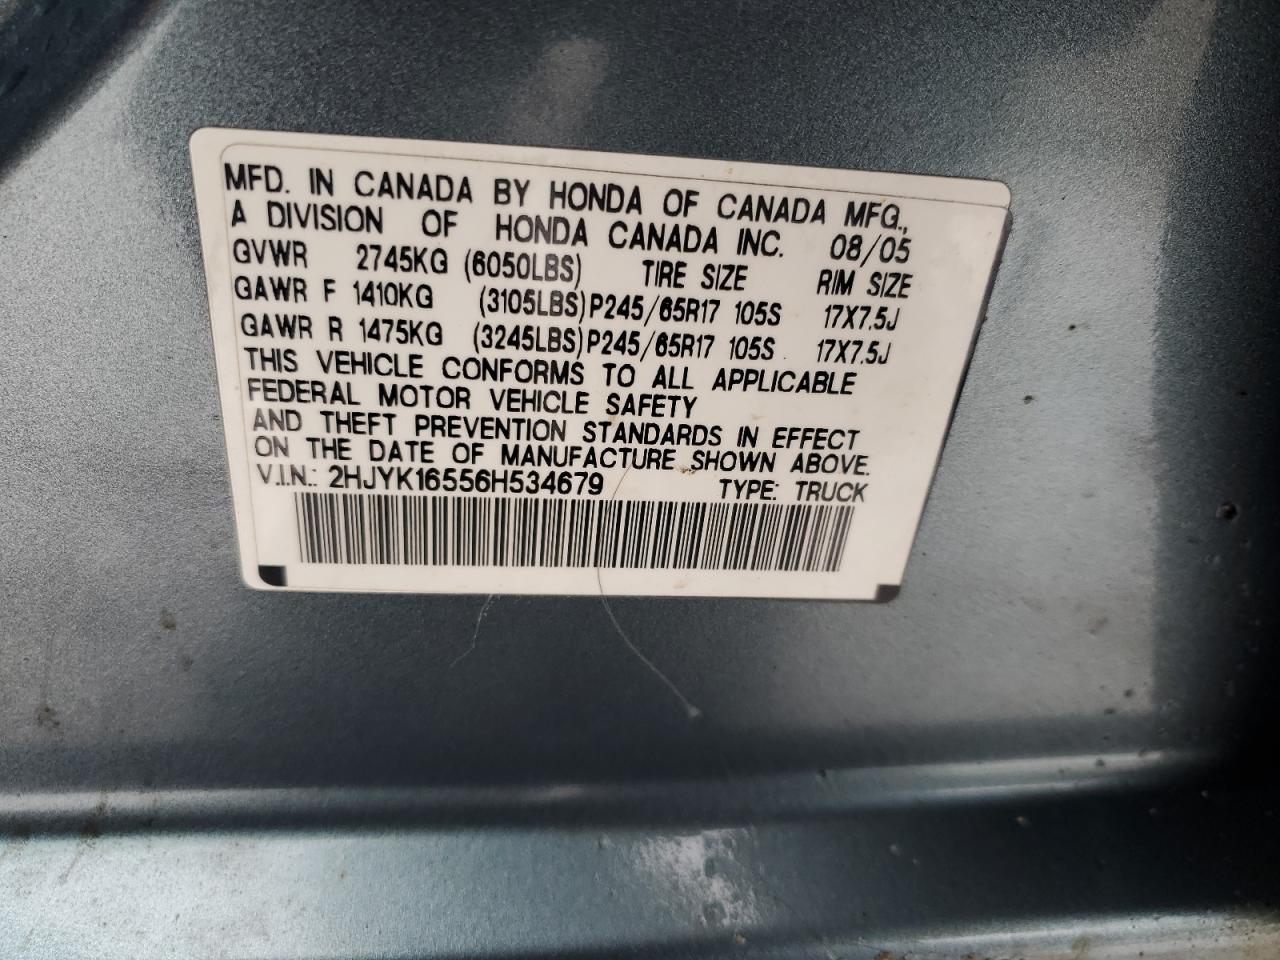 MFD. IN CANADA BY HONDA OF CANADA MFG.,
A DIVISION OF HONDA CANADA INC. 08/05
GVWR 2745KG (6050LBS) TIRE SIZE RIM SIZE
GAWR F 1410KG (3105LBS) P245/65R17 105S 17X7.5J
GAWR R 1475KG (3245LBS) P245/65R17 105S 17X7.5J
THIS VEHICLE CONFORMS TO ALL APPLICABLE
FEDERAL MOTOR VEHICLE SAFETY
AND THEFT PREVENTION STANDARDS IN EFFECT
ON THE DATE OF MANUFACTURE SHOWN ABOVE.
V.I.N.: 2HJYK16556H534679 TYPE: TRUCK